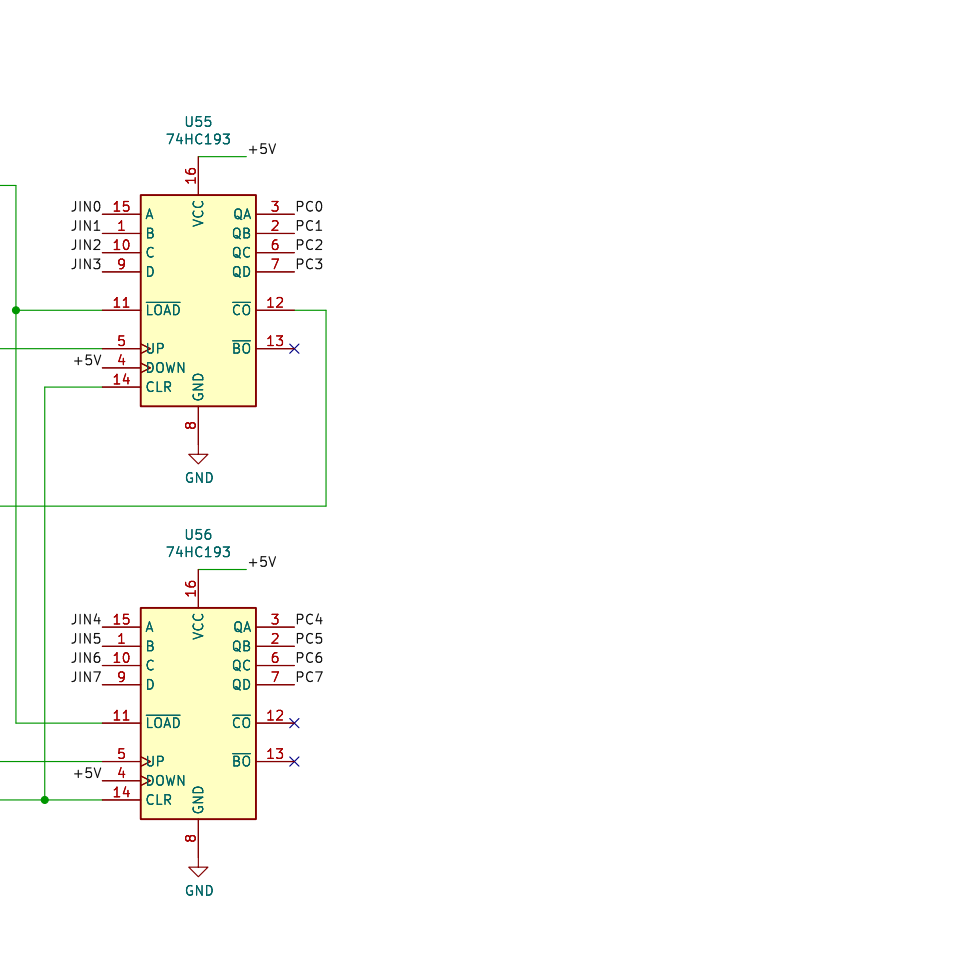 U55
74HC193
+5V
16
JIN0 15 A VCC QA 3 PC0
JIN1 1 B QB 2 PC1
JIN2 10 C QC 6 PC2
JIN3 9 D QD 7 PC3
11 LOAD CO 12
5 UP BO 13
+5V 4 DOWN
14 CLR GND
8
GND
U56
74HC193
+5V
16
JIN4 15 A VCC QA 3 PC4
JIN5 1 B QB 2 PC5
JIN6 10 C QC 6 PC6
JIN7 9 D QD 7 PC7
11 LOAD CO 12
5 UP BO 13
+5V 4 DOWN
14 CLR GND
8
GND